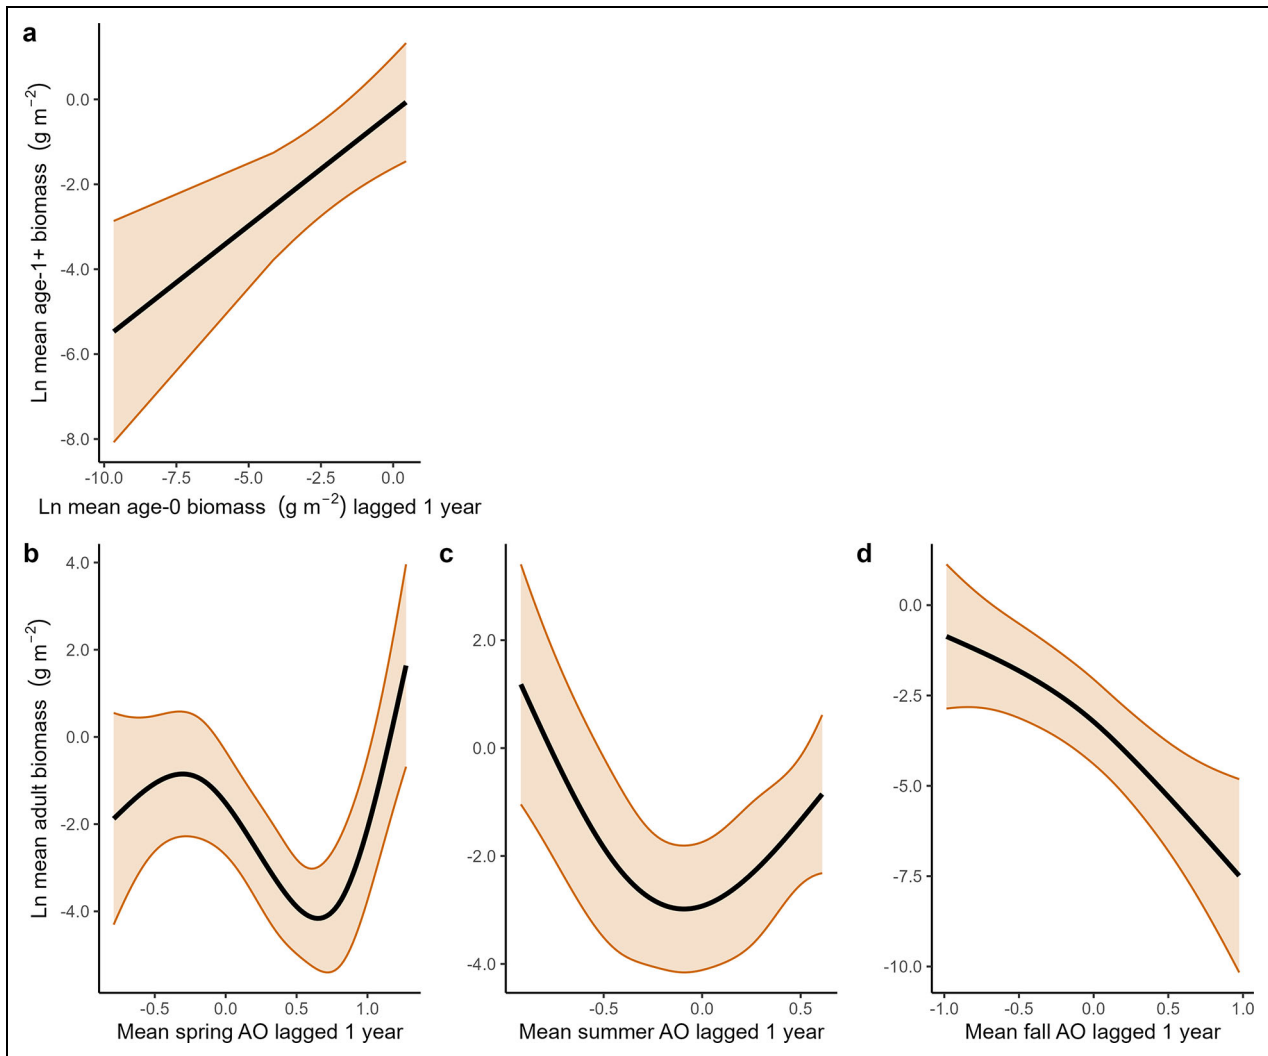 a
Ln mean age-1+ biomass (g m⁻²)
0.0
-2.0
-4.0
-6.0
-8.0
-10.0 -7.5 -5.0 -2.5 0.0
Ln mean age-0 biomass (g m⁻²) lagged 1 year
b
Ln mean adult biomass (g m⁻²)
4.0
2.0
0.0
-2.0
-4.0
-0.5 0.0 0.5 1.0
Mean spring AO lagged 1 year
c
2.0
0.0
-2.0
-4.0
-0.5 0.0 0.5
Mean summer AO lagged 1 year
d
0.0
-2.5
-5.0
-7.5
-10.0
-1.0 -0.5 0.0 0.5 1.0
Mean fall AO lagged 1 year